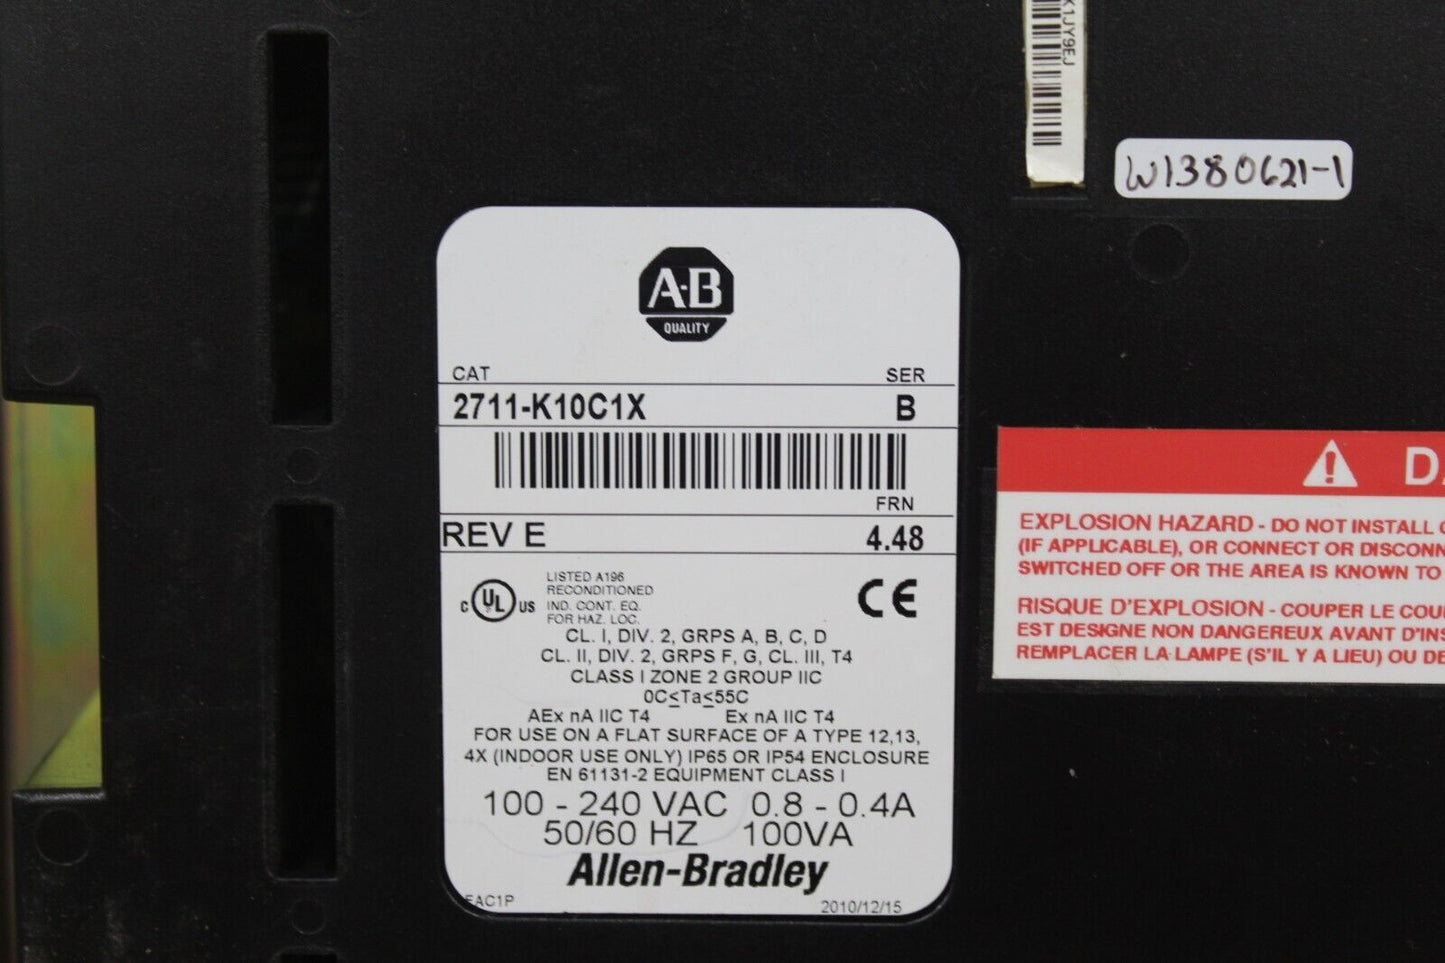 K1JY9EJ
W1380621-1
A·B
QUALITY
CAT SER
2711-K10C1X B
FRN
REV E 4.48
C UL US
LISTED A196
RECONDITIONED
IND. CONT. EQ.
FOR HAZ. LOC.
CE
CL. I, DIV. 2, GRPS A, B, C, D
CL. II, DIV. 2, GRPS F, G, CL. III, T4
CLASS I ZONE 2 GROUP IIC
0C≤Ta≤55C
AEx nA IIC T4 Ex nA IIC T4
FOR USE ON A FLAT SURFACE OF A TYPE 12,13,
4X (INDOOR USE ONLY) IP65 OR IP54 ENCLOSURE
EN 61131-2 EQUIPMENT CLASS I
100 - 240 VAC 0.8 - 0.4A
50/60 HZ 100VA
Allen-Bradley
EAC1P 2010/12/15
EXPLOSION HAZARD - DO NOT INSTALL
(IF APPLICABLE), OR CONNECT OR DISCONN
SWITCHED OFF OR THE AREA IS KNOWN TO
RISQUE D'EXPLOSION - COUPER LE COU
EST DESIGNE NON DANGEREUX AVANT D'INS
REMPLACER LA LAMPE (S'IL Y A LIEU) OU DE